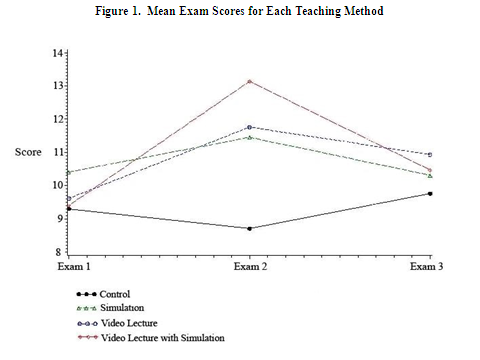 Figure 1. Mean Exam Scores for Each Teaching Method
14
13
12
11
Score
10
9
8
Exam 1 Exam 2 Exam 3
Control
Simulation
Video Lecture
Video Lecture with Simulation